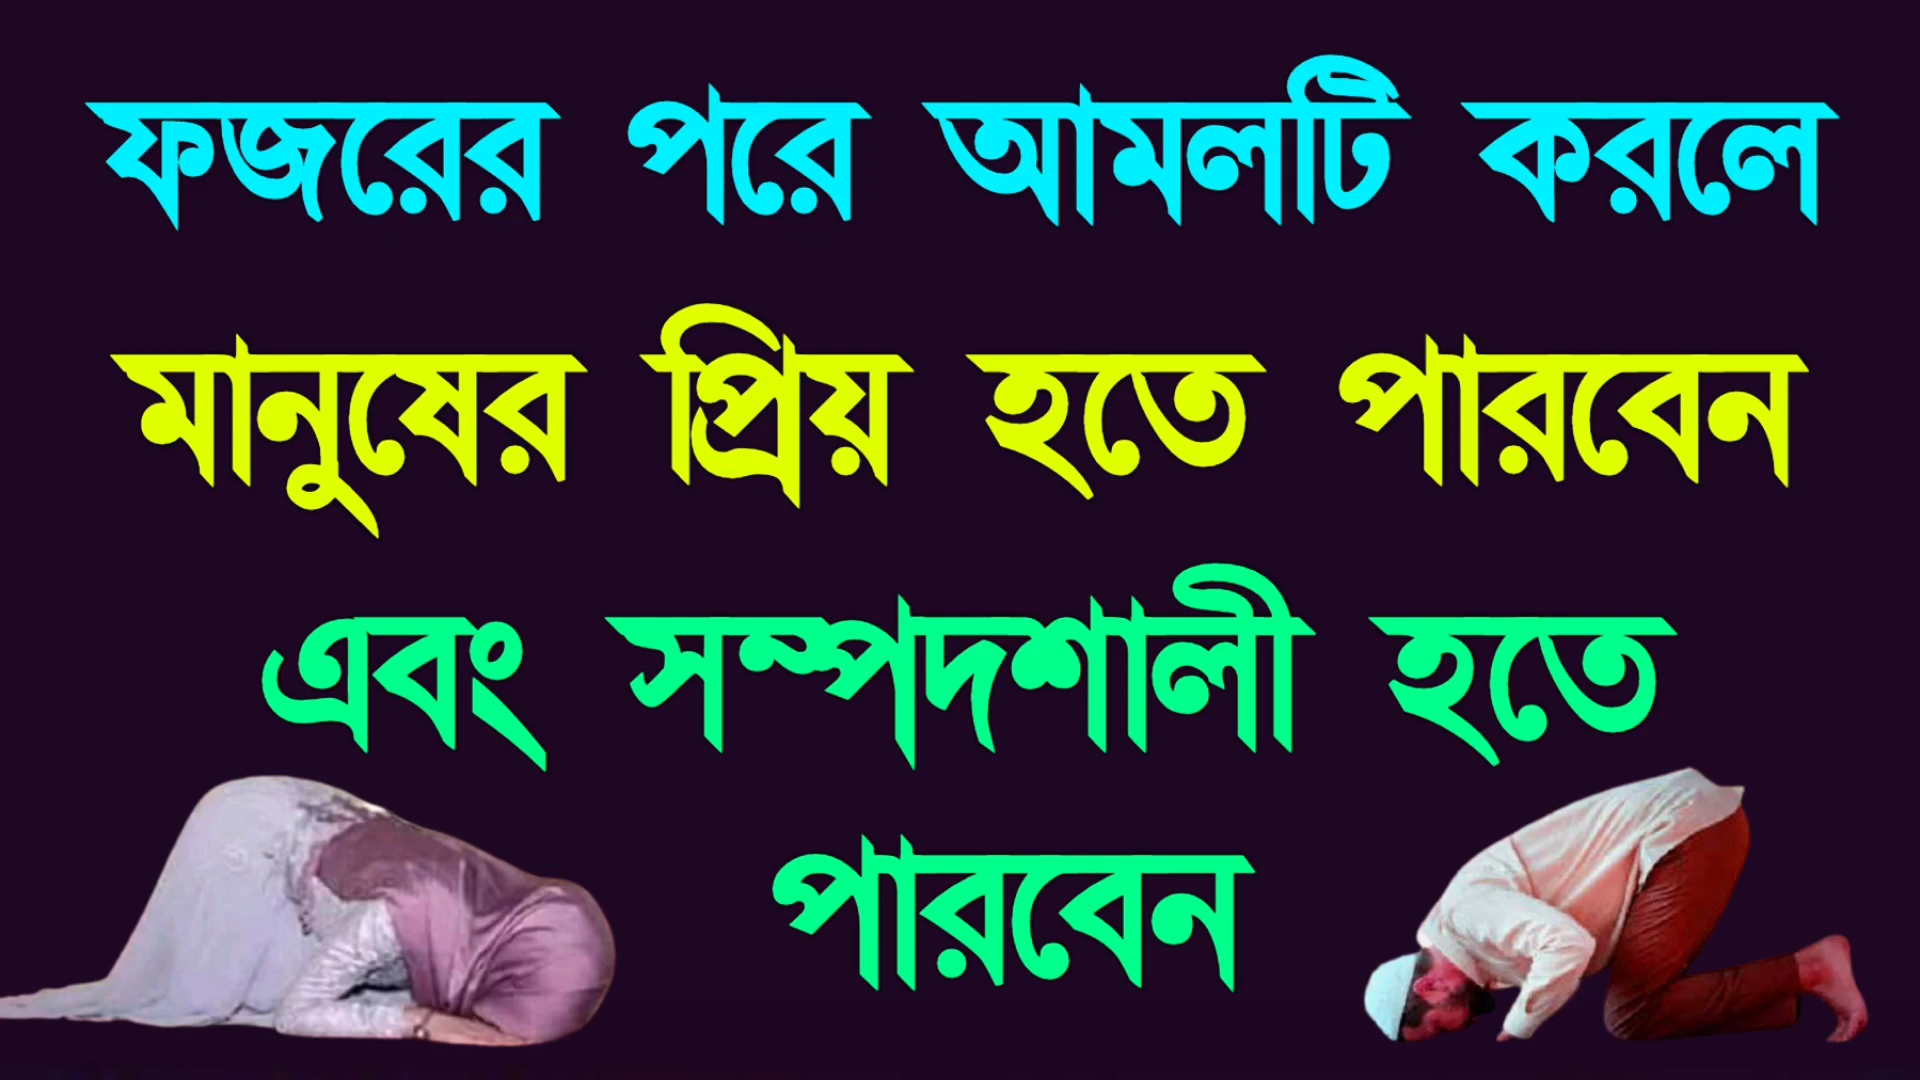 ফজরের পরে আমলটি করলে
মানুষের প্রিয় হতে পারবেন
এবং সম্পদশালী হতে
পারবেন